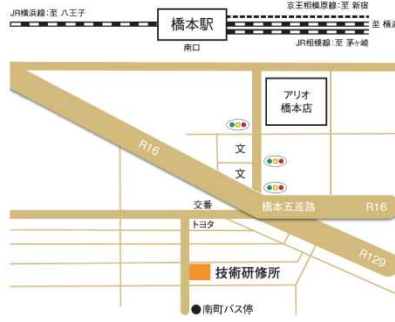 京王相模原線:至 新宿
JR横浜線:至 八王子
橋本駅
至 横浜
JR相模線:至 茅ヶ崎
南口
アリオ
橋本店
文
R16
文
交番
橋本五差路
R16
トヨタ
R129
技術研修所
●南町バス停